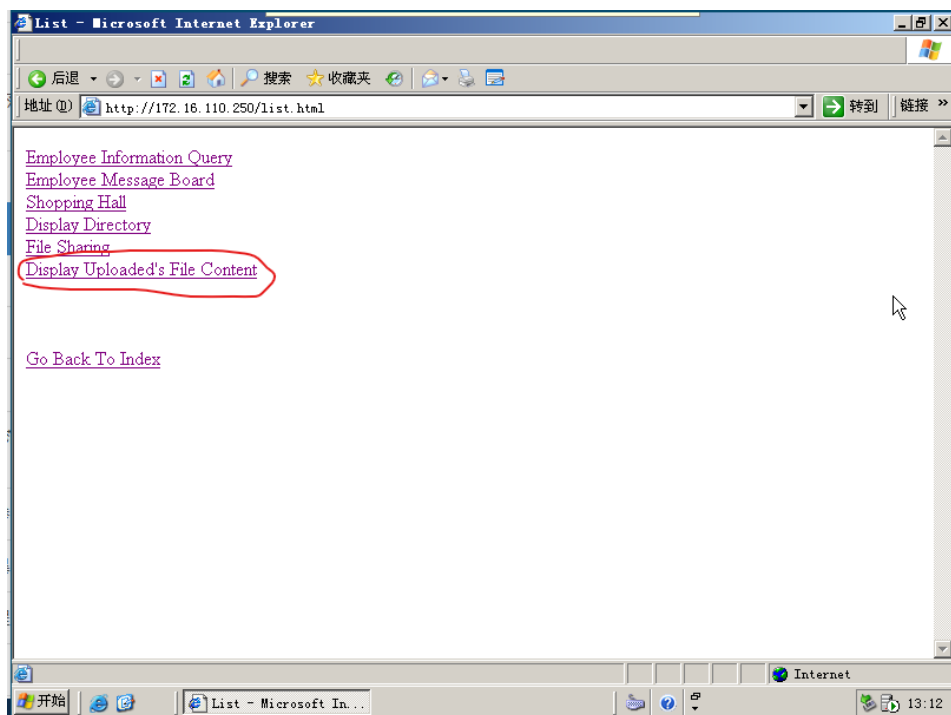 List - Microsoft Internet Explorer
后退 搜索 收藏夹
地址(D) http://172.16.110.250/list.html 转到 链接 »
Employee Information Query
Employee Message Board
Shopping Hall
Display Directory
File Sharing
Display Uploaded's File Content
Go Back To Index
Internet
开始 List - Microsoft In... 13:12